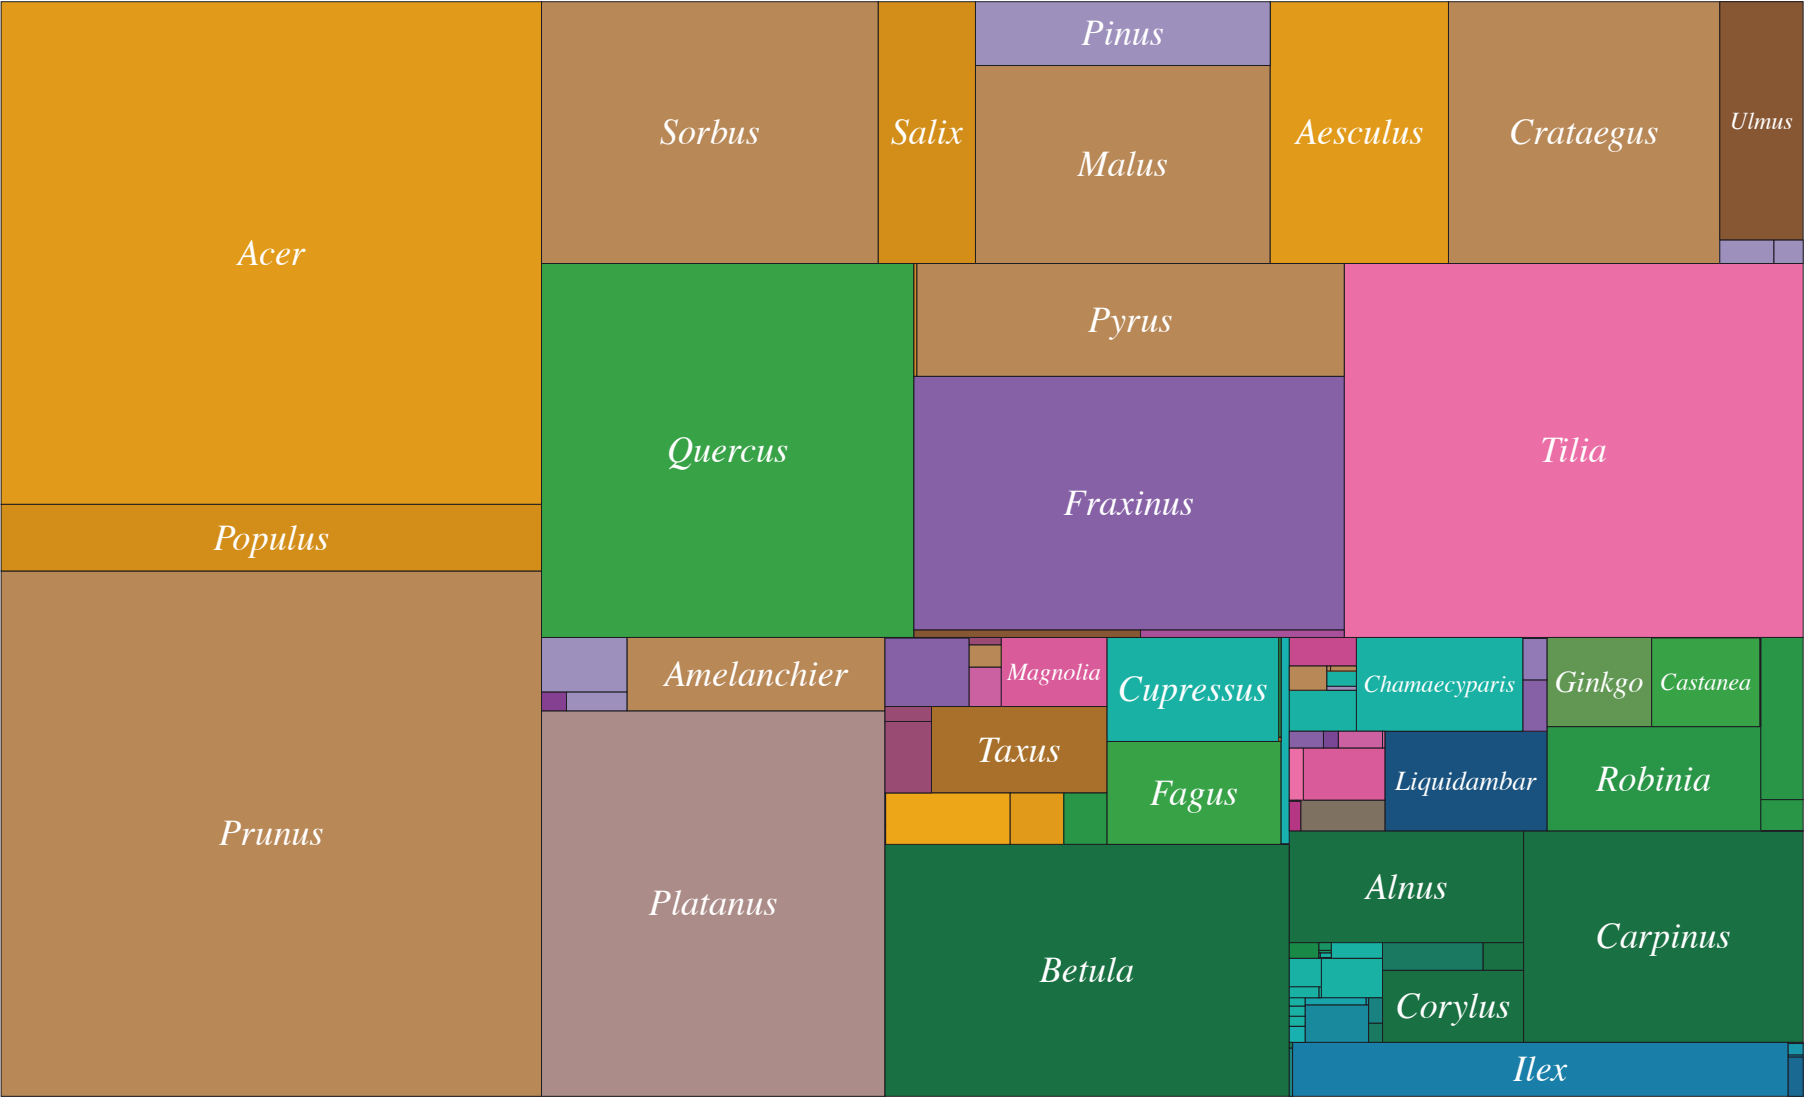 Pinus
Ulmus
Sorbus
Salix
Malus
Aesculus
Crataegus
Acer
Pyrus
Quercus
Fraxinus
Tilia
Populus
Amelanchier
Magnolia
Cupressus
Chamaecyparis
Ginkgo
Castanea
Taxus
Fagus
Liquidambar
Robinia
Prunus
Platanus
Alnus
Carpinus
Betula
Corylus
Ilex